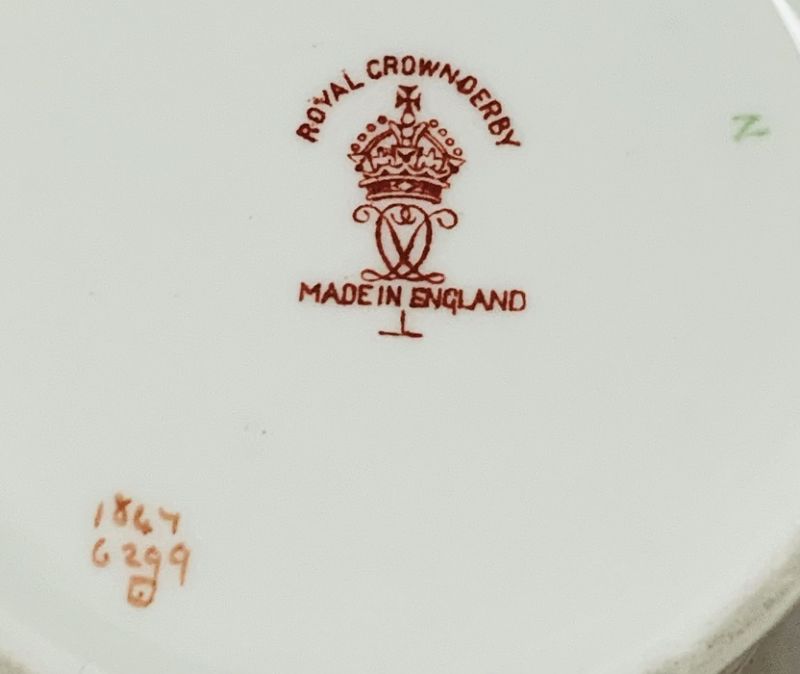 ROYAL CROWN DERBY
MADE IN ENGLAND
1847
6299